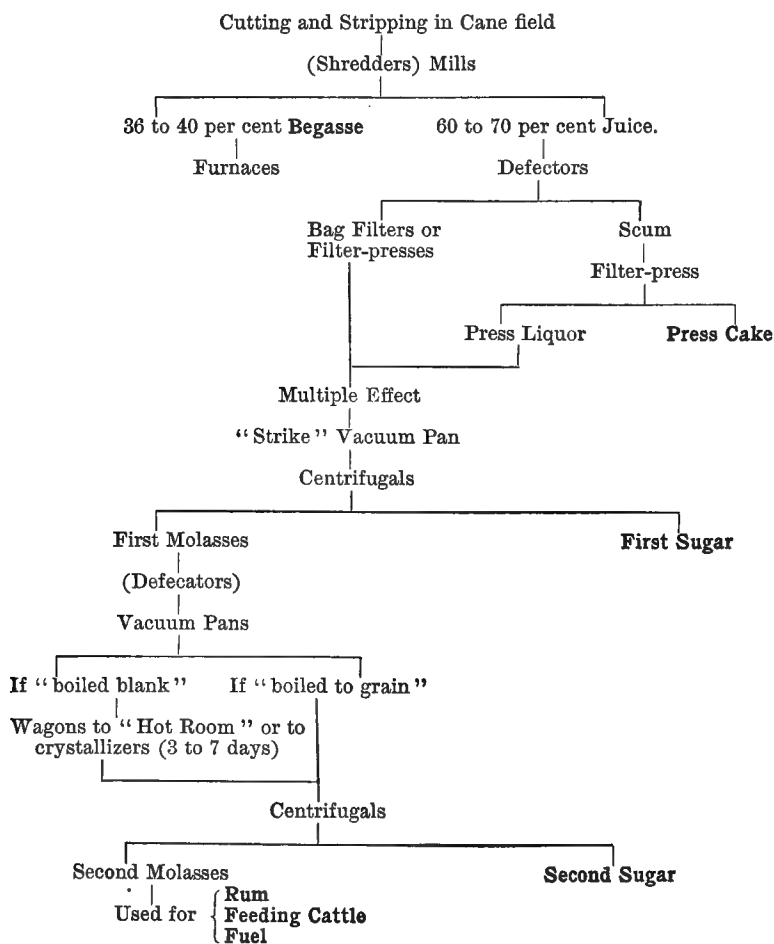 Cutting and Stripping in Cane field
(Shredders) Mills
36 to 40 per cent Begasse
60 to 70 per cent Juice.
Furnaces
Defectors
Bag Filters or
Filter-presses
Scum
Filter-press
Press Liquor
Press Cake
Multiple Effect
“Strike” Vacuum Pan
Centrifugals
First Molasses
First Sugar
(Defecators)
Vacuum Pans
If “boiled blank”
If “boiled to grain”
Wagons to “Hot Room” or to
crystallizers (3 to 7 days)
Centrifugals
Second Molasses
Second Sugar
Used for
Rum
Feeding Cattle
Fuel